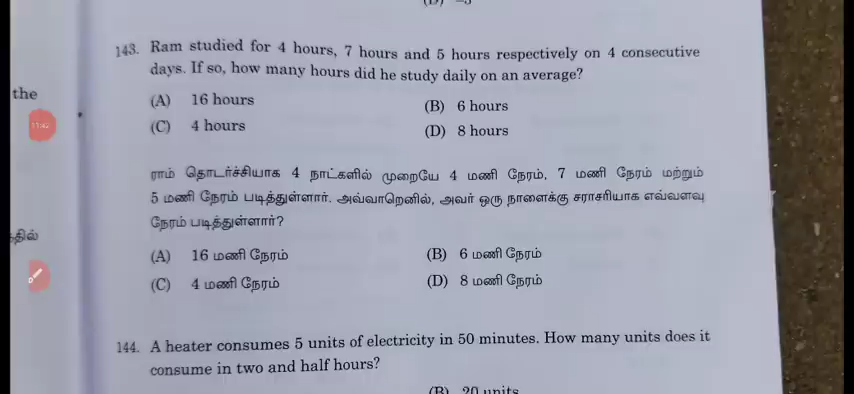 (D) -3
the
143. Ram studied for 4 hours, 7 hours and 5 hours respectively on 4 consecutive
days. If so, how many hours did he study daily on an average?
(A) 16 hours
(B) 6 hours
(C) 4 hours
(D) 8 hours
11:42
ராம் தொடர்ச்சியாக 4 நாட்களில் முறையே 4 மணி நேரம், 7 மணி நேரம் மற்றும்
5 மணி நேரம் படித்துள்ளார். அவ்வாறெனில், அவர் ஒரு நாளைக்கு சராசரியாக எவ்வளவு
நேரம் படித்துள்ளார்?
(A) 16 மணி நேரம்
(B) 6 மணி நேரம்
(C) 4 மணி நேரம்
(D) 8 மணி நேரம்
144. A heater consumes 5 units of electricity in 50 minutes. How many units does it
consume in two and half hours?
(B) 20 units